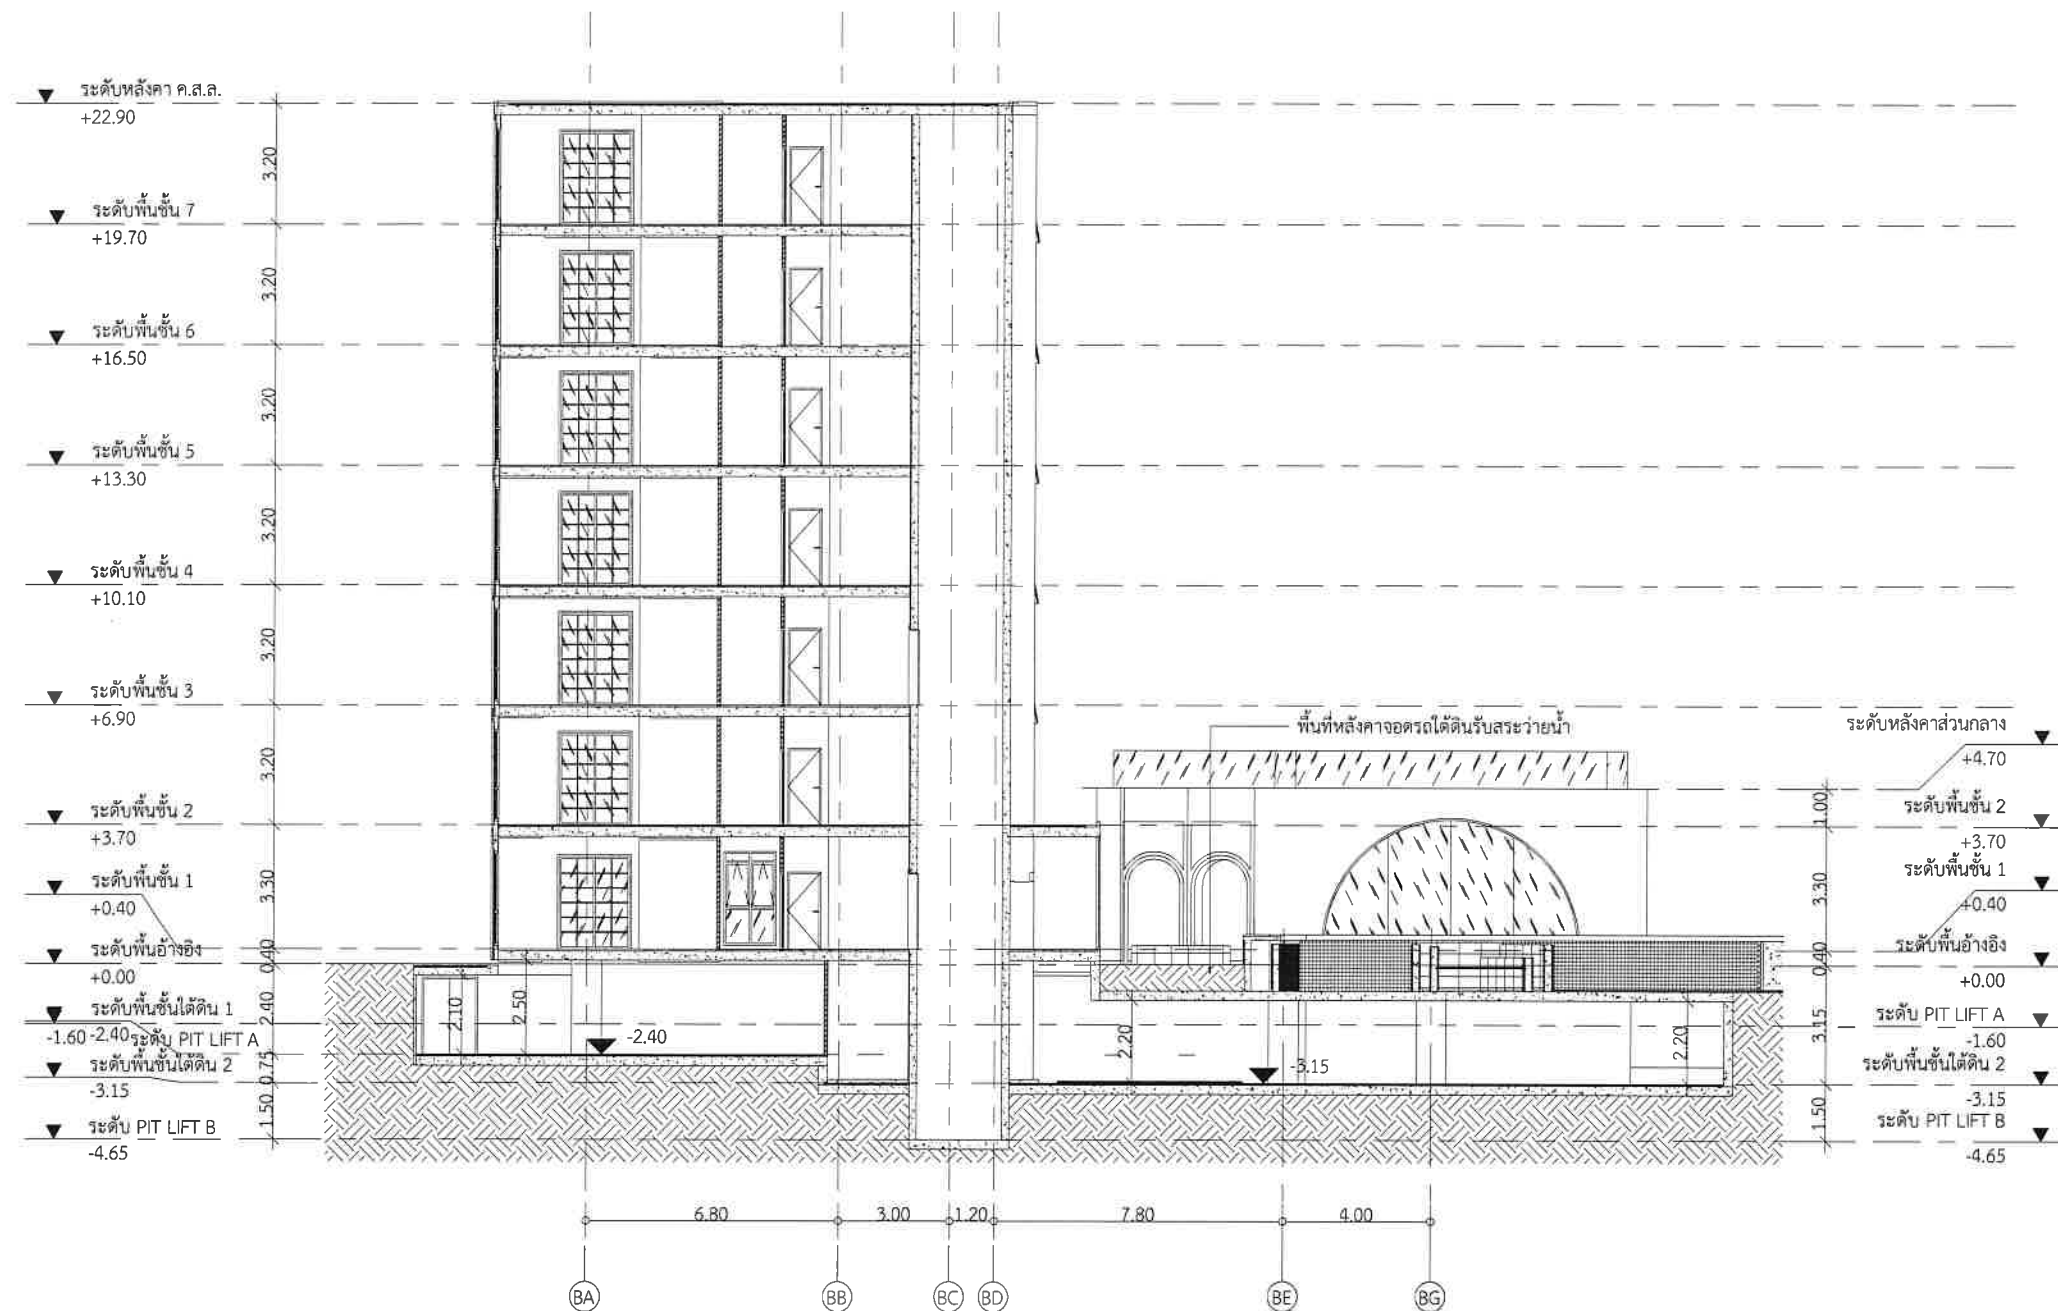 ระดับหลังคา ค.ส.ล.
+22.90
3.20
ระดับพื้นชั้น 7
+19.70
3.20
ระดับพื้นชั้น 6
+16.50
3.20
ระดับพื้นชั้น 5
+13.30
3.20
ระดับพื้นชั้น 4
+10.10
3.20
ระดับพื้นชั้น 3
+6.90
3.20
ระดับพื้นชั้น 2
+3.70
3.30
ระดับพื้นชั้น 1
+0.40
0.40
ระดับพื้นอ้างอิง
+0.00
2.40
ระดับพื้นชั้นใต้ดิน 1
-1.60 -2.40 ระดับ PIT LIFT A
0.75
ระดับพื้นชั้นใต้ดิน 2
-3.15
1.50
ระดับ PIT LIFT B
-4.65
2.10
2.50
-2.40
พื้นที่หลังคาจอดรถใต้ดินรับสระว่ายน้ำ
2.20
-3.15
2.20
ระดับหลังคาส่วนกลาง
+4.70
1.00
ระดับพื้นชั้น 2
+3.70
3.30
ระดับพื้นชั้น 1
+0.40
0.40
ระดับพื้นอ้างอิง
+0.00
3.15
ระดับ PIT LIFT A
-1.60
ระดับพื้นชั้นใต้ดิน 2
-3.15
1.50
ระดับ PIT LIFT B
-4.65
6.80 3.00 1.20 7.80 4.00
BA BB BC BD BE BG